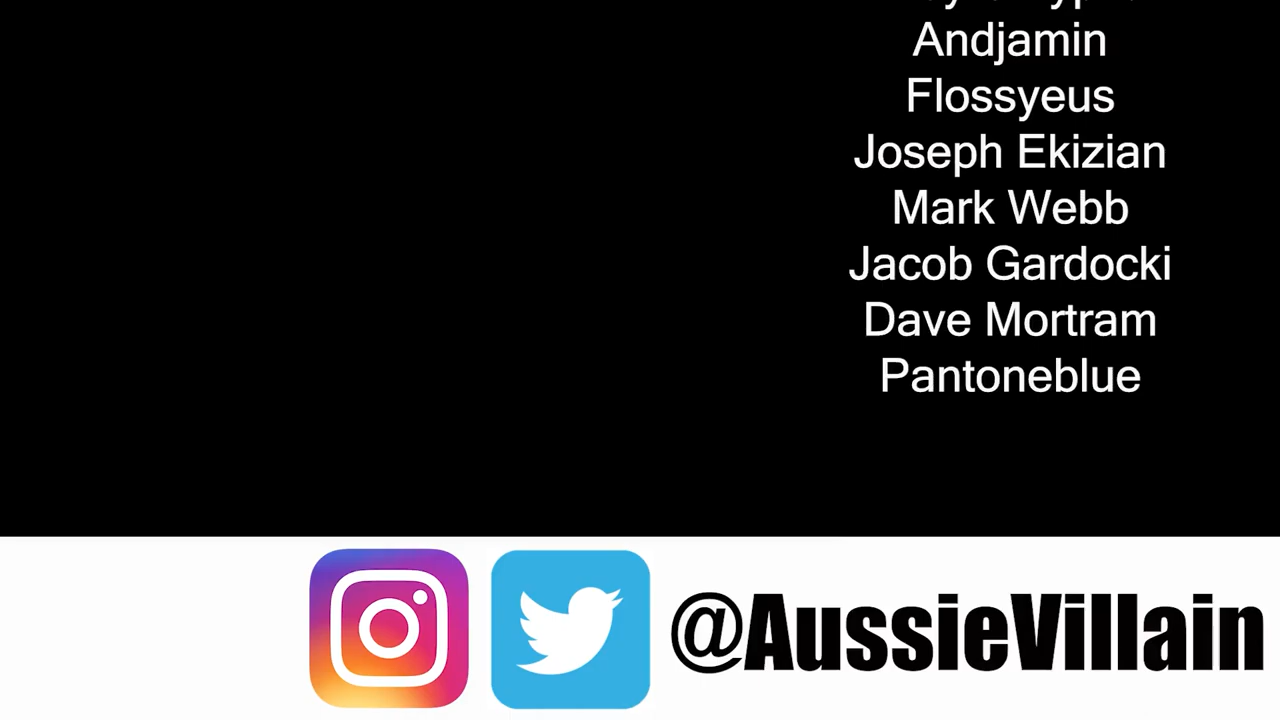 Andjamin
Flossyeus
Joseph Ekizian
Mark Webb
Jacob Gardocki
Dave Mortram
Pantoneblue
@AussieVillain